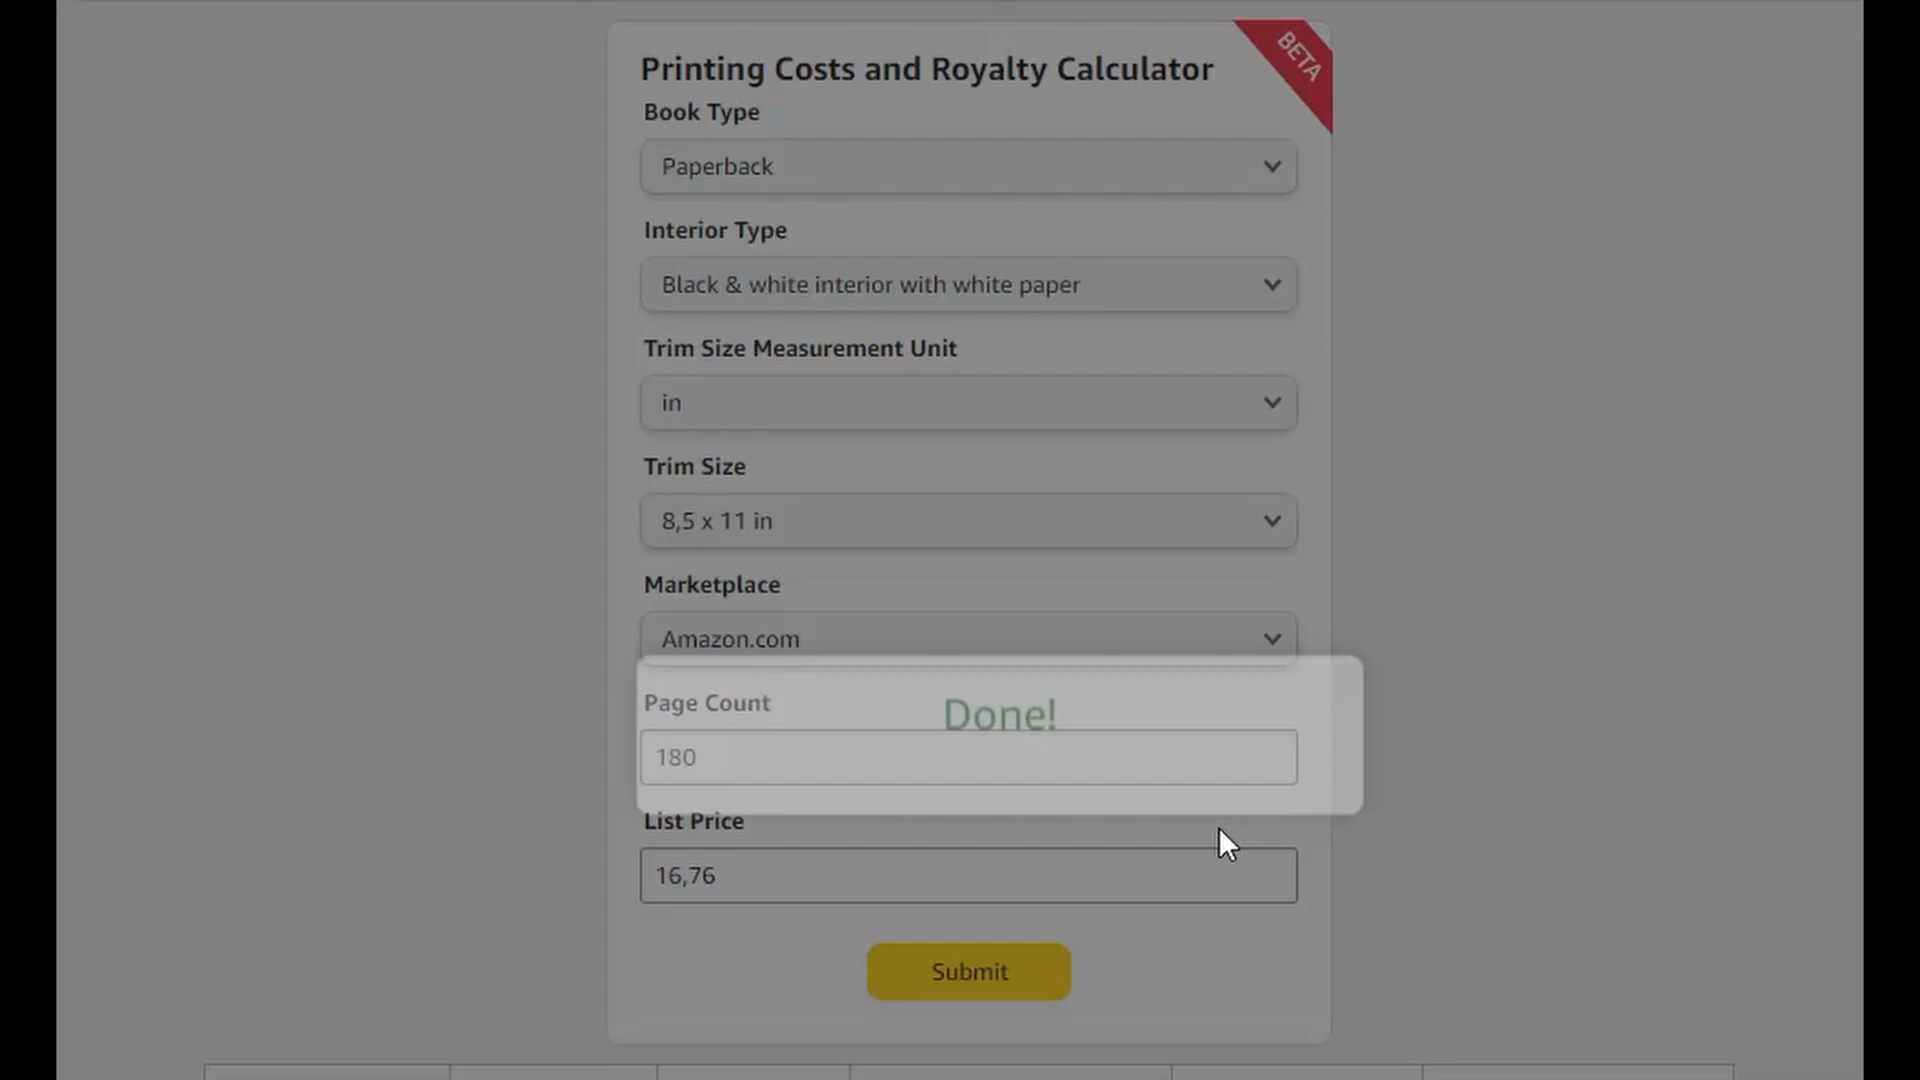 Printing Costs and Royalty Calculator
BETA
Book Type
Paperback
Interior Type
Black & white interior with white paper
Trim Size Measurement Unit
in
Trim Size
8,5 x 11 in
Marketplace
Amazon.com
Page Count
Done!
180
List Price
16,76
Submit